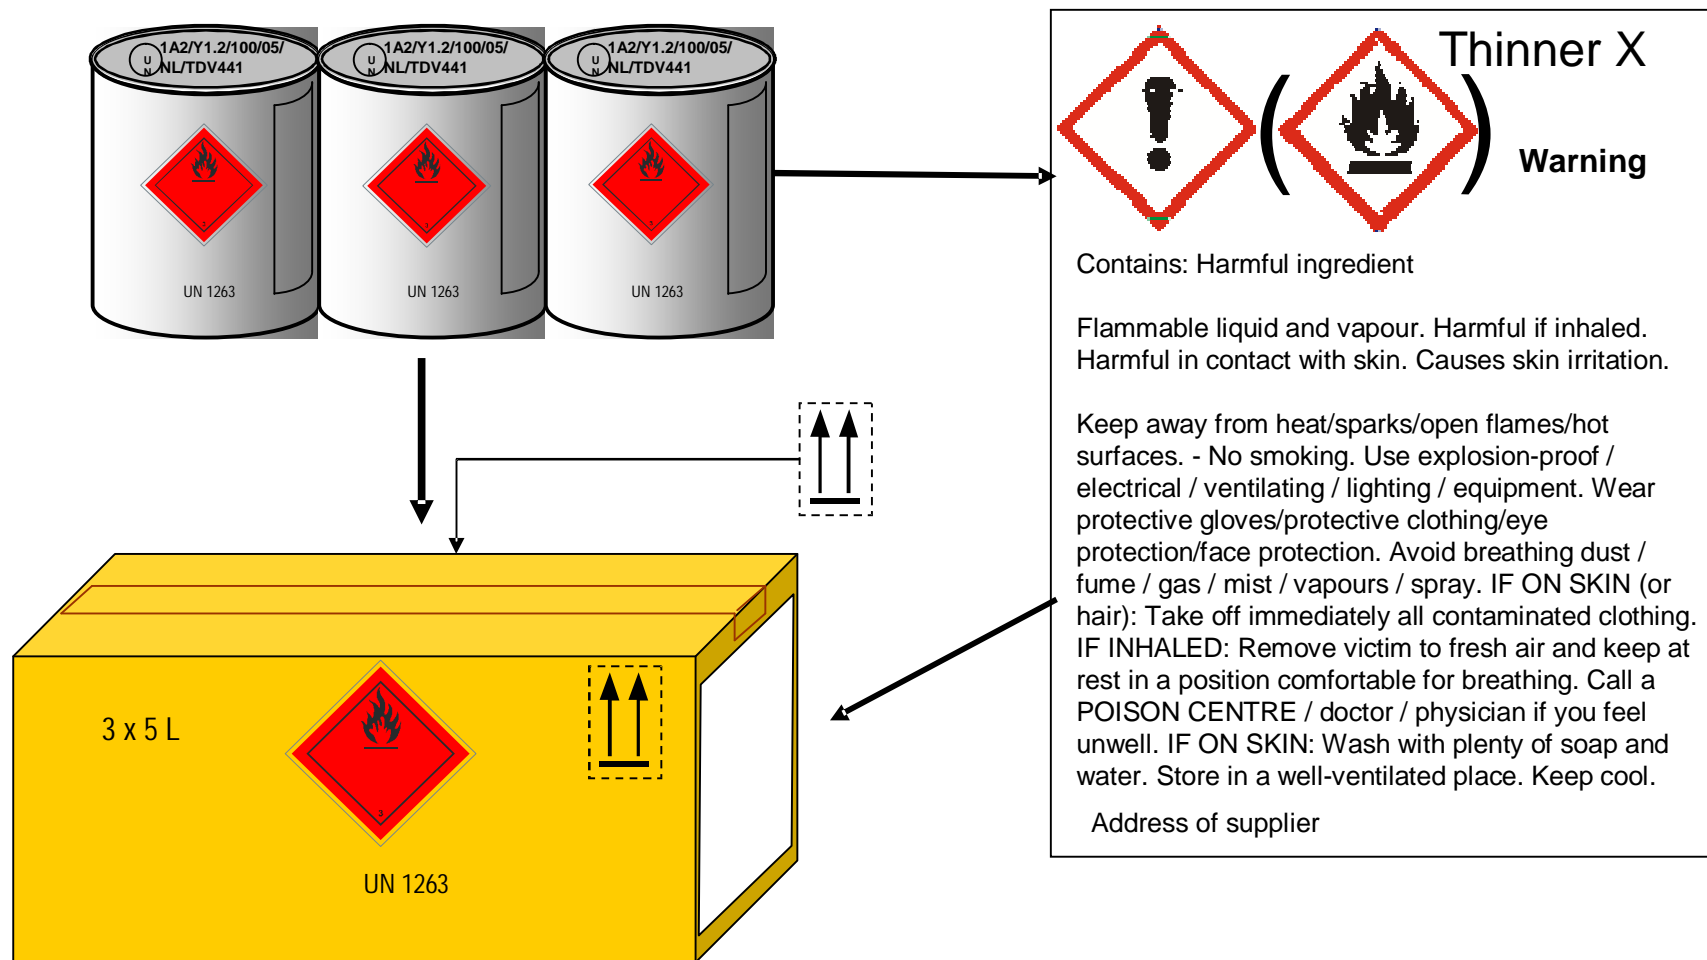 1A2/Y1.2/100/05/
UN NL/TDV441
1A2/Y1.2/100/05/
UN NL/TDV441
1A2/Y1.2/100/05/
UN NL/TDV441
UN 1263
UN 1263
UN 1263
Thinner X
( )
Warning
Contains: Harmful ingredient
Flammable liquid and vapour. Harmful if inhaled.
Harmful in contact with skin. Causes skin irritation.
Keep away from heat/sparks/open flames/hot
surfaces. - No smoking. Use explosion-proof /
electrical / ventilating / lighting / equipment. Wear
protective gloves/protective clothing/eye
protection/face protection. Avoid breathing dust /
fume / gas / mist / vapours / spray. IF ON SKIN (or
hair): Take off immediately all contaminated clothing.
IF INHALED: Remove victim to fresh air and keep at
rest in a position comfortable for breathing. Call a
POISON CENTRE / doctor / physician if you feel
unwell. IF ON SKIN: Wash with plenty of soap and
water. Store in a well-ventilated place. Keep cool.
Address of supplier
3 x 5 L
3
UN 1263